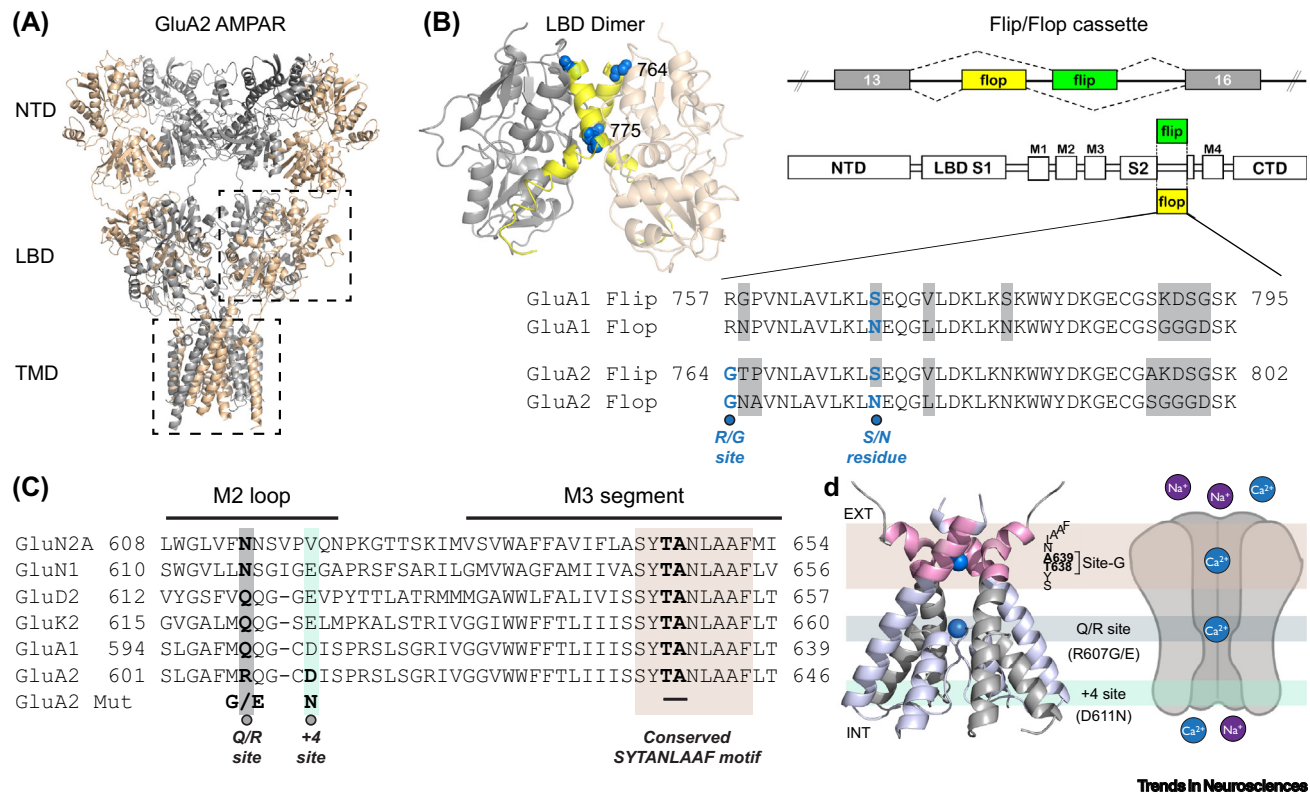 (A)
GluA2 AMPAR
NTD
LBD
TMD
(B)
LBD Dimer
764
775
Flip/Flop cassette
13
flop
flip
16
flip
NTD
LBD S1
M1
M2
M3
S2
M4
CTD
flop
GluA1 Flip 757 RGPVNLAVLKLSEQGVLDKLKSKWWYDKGECGSKDSGSK 795
GluA1 Flop RNPVNLAVLKLNEQGLLDKLKNKWWYDKGECGSGGGDSK
GluA2 Flip 764 GTPVNLAVLKLSEQGVLDKLKNKWWYDKGECGAKDSGSK 802
GluA2 Flop GNAVNLAVLKLNEQGLLDKLKNKWWYDKGECGSGGGDSK
R/G
site
S/N
residue
(C)
M2 loop
M3 segment
GluN2A 608 LWGLVFNNSVPVQNPKGTTSKIMVSVWAFFAVIFLASYTANLAAFMI 654
GluN1 610 SWGVLLNSGIGEGAPRSFSARILGMVWAGFAMIIVASYTANLAAFLV 656
GluD2 612 VYGSFVQQG-GEVPYTTLATRMMMGAWWLFALIVISSYTANLAAFLT 657
GluK2 615 GVGALMQQG-SELMPKALSTRIVGGIWWFFTLIIISSYTANLAAFLT 660
GluA1 594 SLGAFMQQG-CDISPRSLSGRIVGGVWWFFTLIIISSYTANLAAFLT 639
GluA2 601 SLGAFMRQG-CDISPRSLSGRIVGGVWWFFTLIIISSYTANLAAFLT 646
GluA2 Mut G/E N
Q/R
site
+4
site
Conserved
SYTANLAAF motif
d
EXT
INT
F
A
A
I
N
A639
T638
Y
S
Site-G
Q/R site
(R607G/E)
+4 site
(D611N)
Na+
Na+
Ca2+
Ca2+
Ca2+
Ca2+
Na+
Trends in Neurosciences